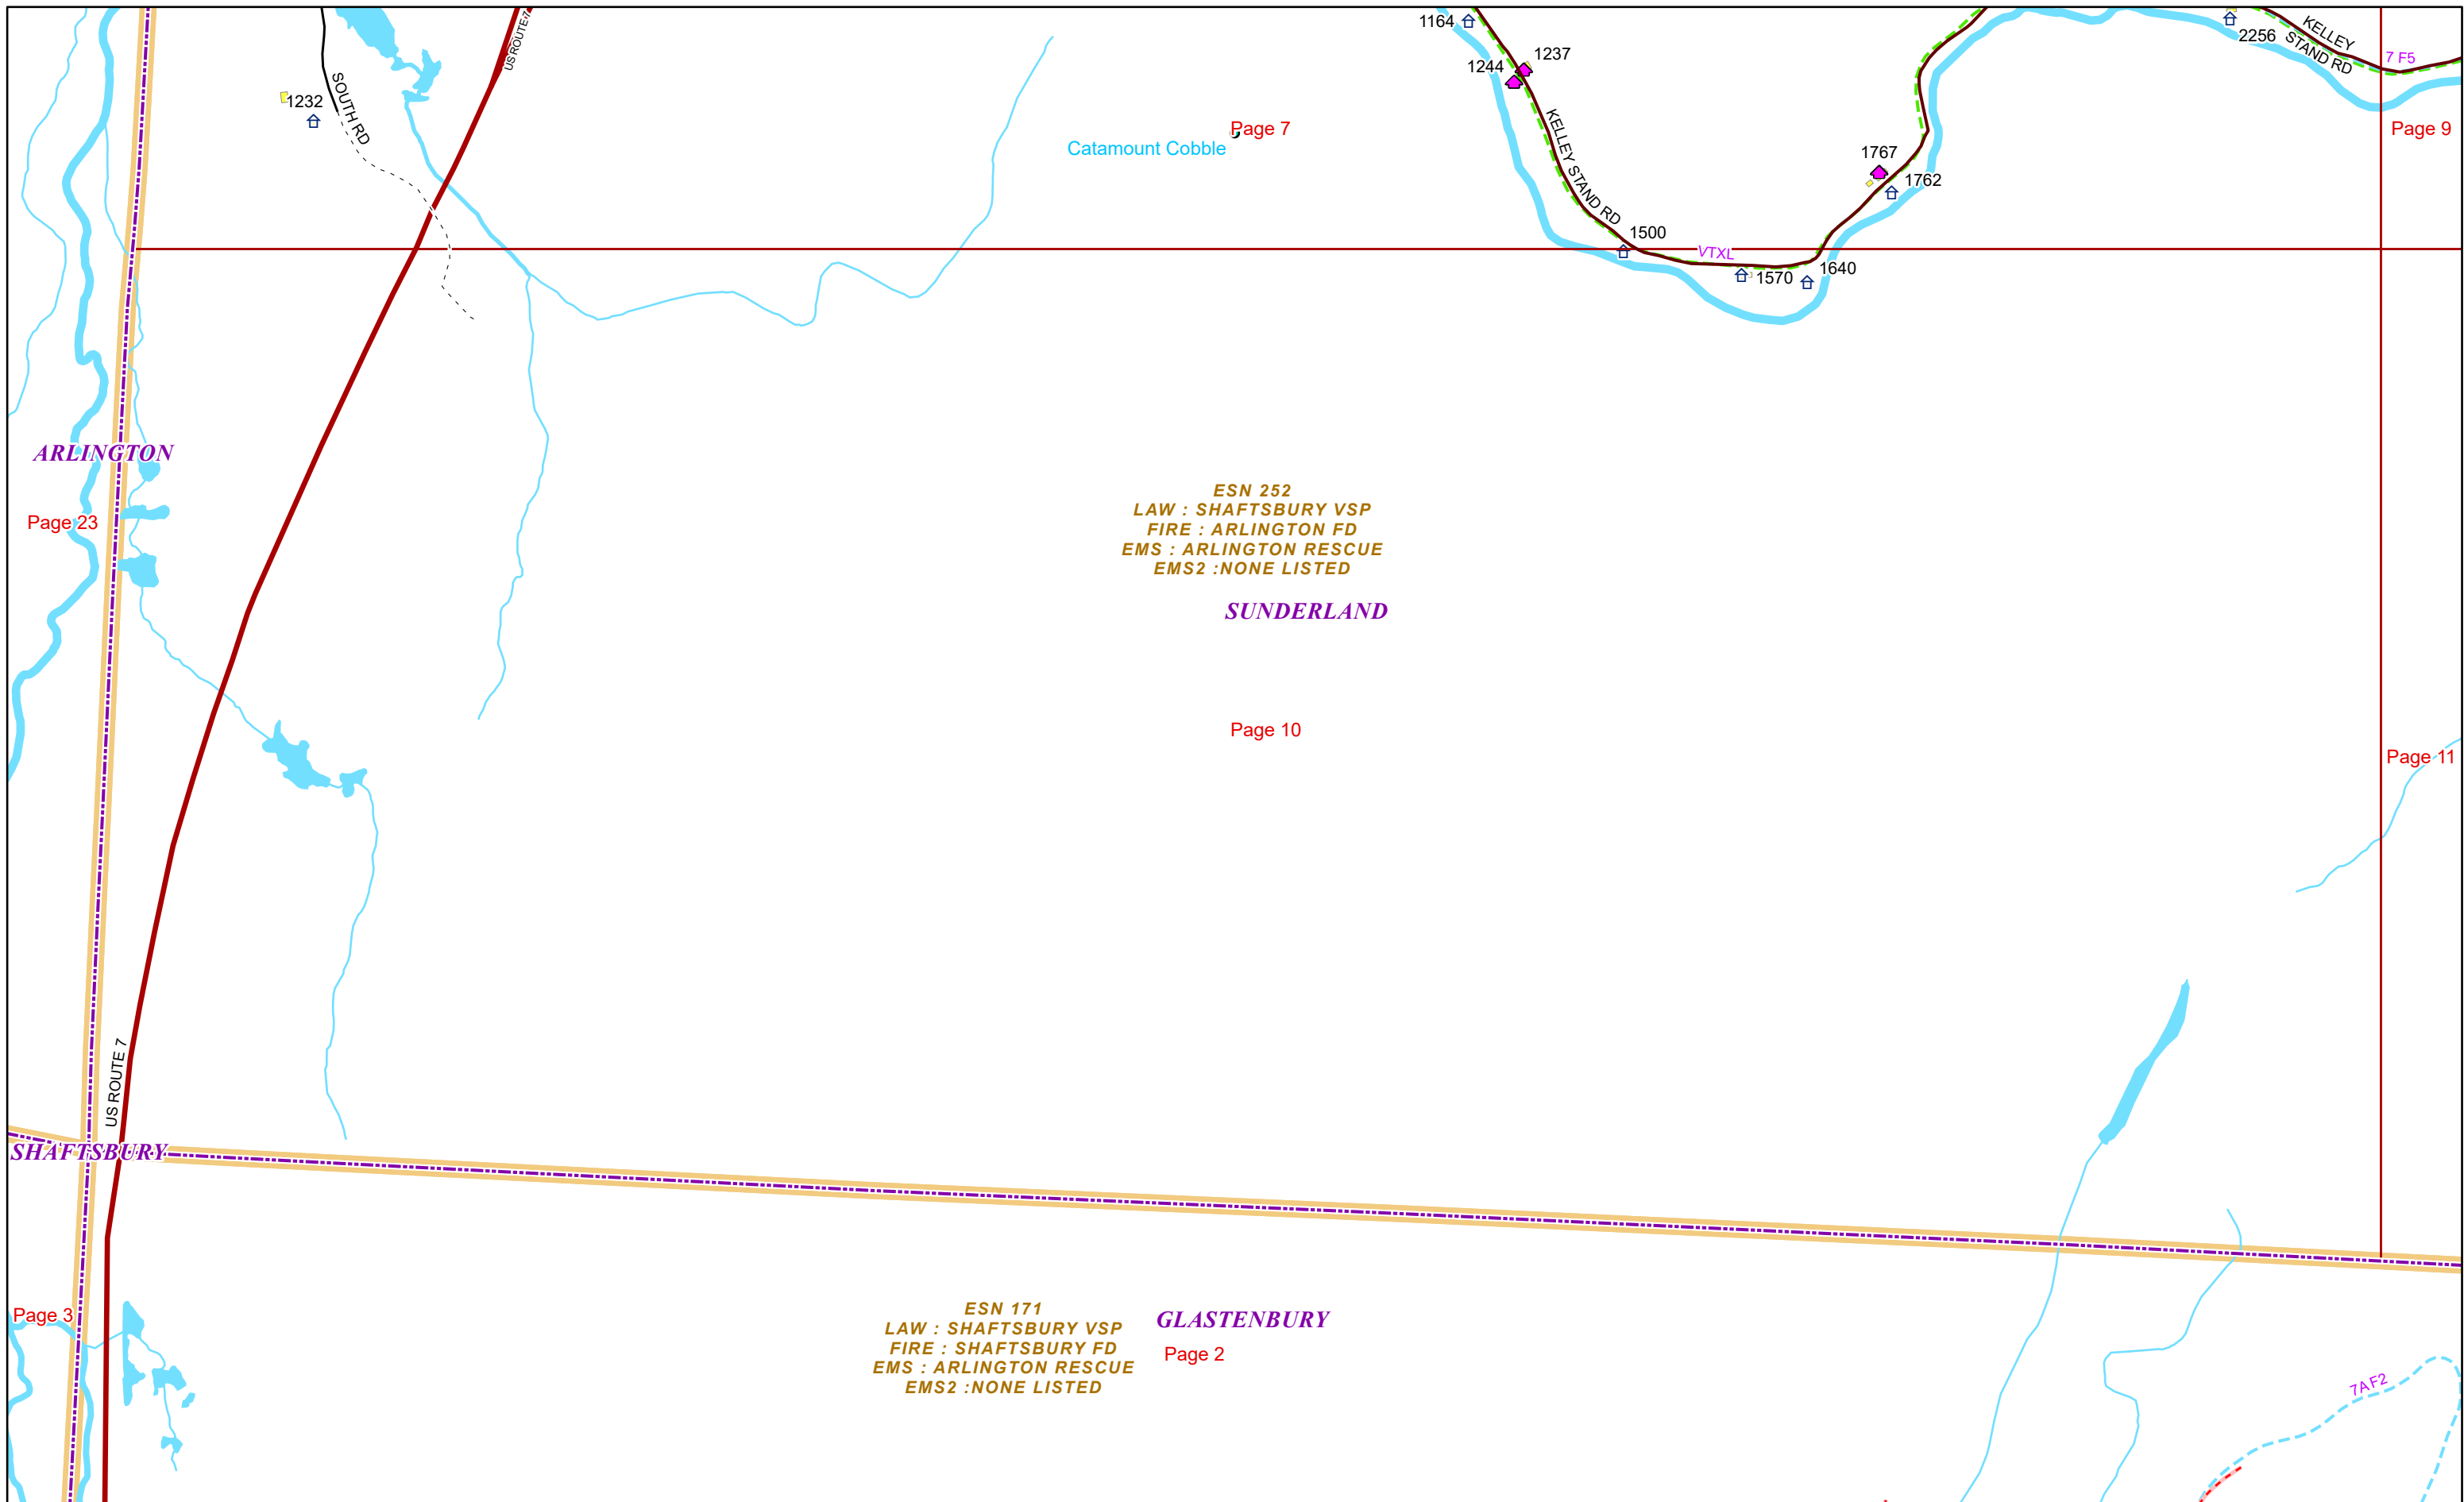 1164
1244
1237
US ROUTE 7
SOUTH RD
1232
KELLEY
STAND RD
2256
7 F5
Page 7
Catamount Cobble
Page 9
KELLEY STAND RD
1767
1762
1500
VTXL
1570
1640
ARLINGTON
Page 23
ESN 252
LAW : SHAFTSBURY VSP
FIRE : ARLINGTON FD
EMS : ARLINGTON RESCUE
EMS2 :NONE LISTED
SUNDERLAND
Page 10
Page 11
US ROUTE 7
SHAFTSBURY
Page 3
ESN 171
LAW : SHAFTSBURY VSP
FIRE : SHAFTSBURY FD
EMS : ARLINGTON RESCUE
EMS2 :NONE LISTED
GLASTENBURY
Page 2
7A F2